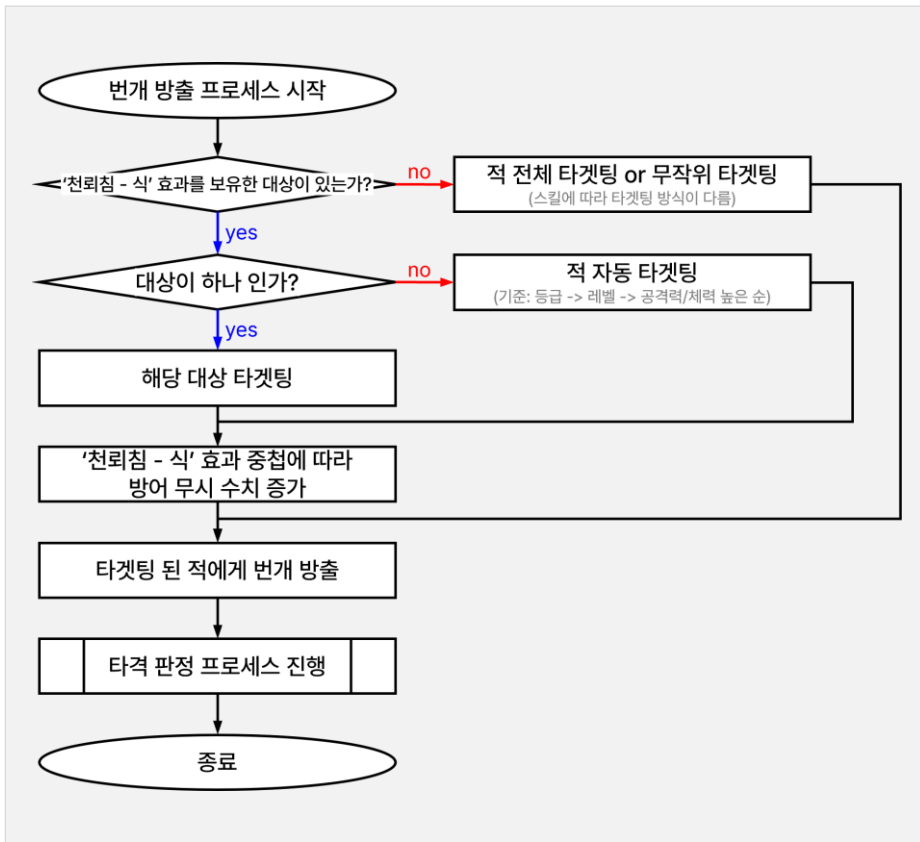 번개 방출 프로세스 시작
'천뢰침 - 식' 효과를 보유한 대상이 있는가?
no
적 전체 타겟팅 or 무작위 타겟팅
(스킬에 따라 타겟팅 방식이 다름)
yes
대상이 하나 인가?
no
적 자동 타겟팅
(기준: 등급 -> 레벨 -> 공격력/체력 높은 순)
yes
해당 대상 타겟팅
'천뢰침 - 식' 효과 중첩에 따라
방어 무시 수치 증가
타겟팅 된 적에게 번개 방출
타격 판정 프로세스 진행
종료